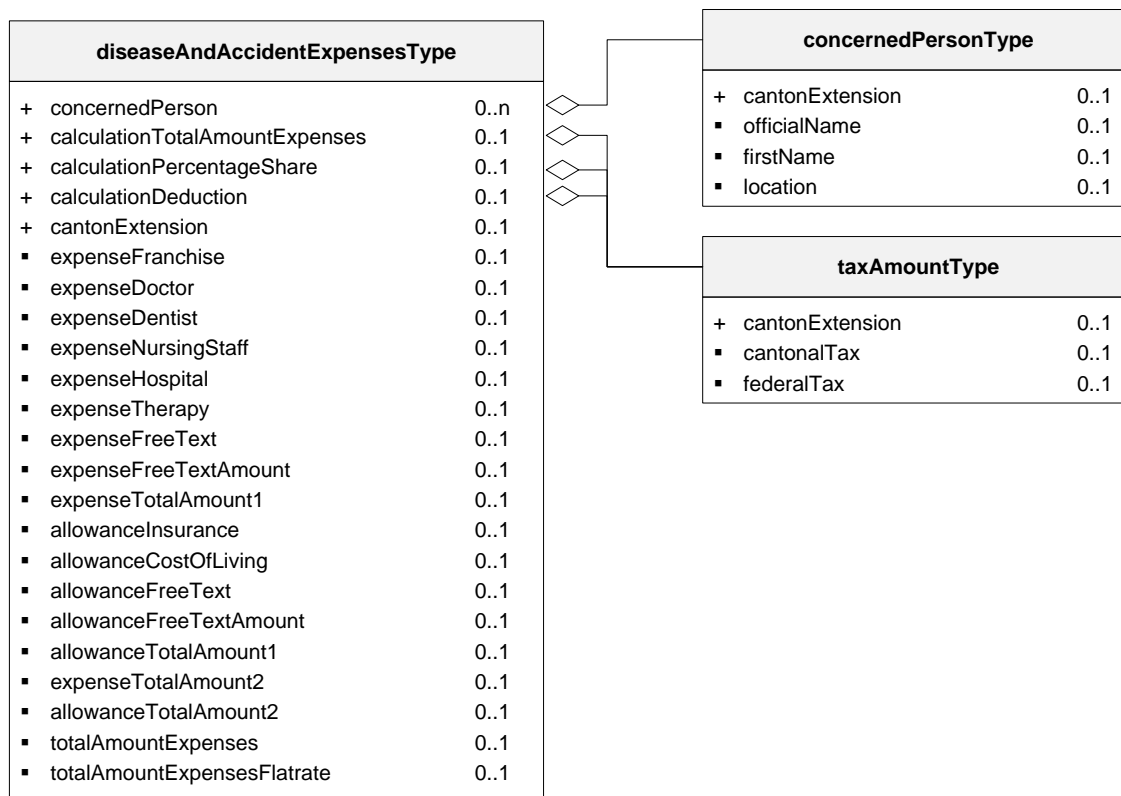 diseaseAndAccidentExpensesType
+ concernedPerson 0..n
+ calculationTotalAmountExpenses 0..1
+ calculationPercentageShare 0..1
+ calculationDeduction 0..1
+ cantonExtension 0..1
▪ expenseFranchise 0..1
▪ expenseDoctor 0..1
▪ expenseDentist 0..1
▪ expenseNursingStaff 0..1
▪ expenseHospital 0..1
▪ expenseTherapy 0..1
▪ expenseFreeText 0..1
▪ expenseFreeTextAmount 0..1
▪ expenseTotalAmount1 0..1
▪ allowanceInsurance 0..1
▪ allowanceCostOfLiving 0..1
▪ allowanceFreeText 0..1
▪ allowanceFreeTextAmount 0..1
▪ allowanceTotalAmount1 0..1
▪ expenseTotalAmount2 0..1
▪ allowanceTotalAmount2 0..1
▪ totalAmountExpenses 0..1
▪ totalAmountExpensesFlatrate 0..1
concernedPersonType
+ cantonExtension 0..1
▪ officialName 0..1
▪ firstName 0..1
▪ location 0..1
taxAmountType
+ cantonExtension 0..1
▪ cantonalTax 0..1
▪ federalTax 0..1